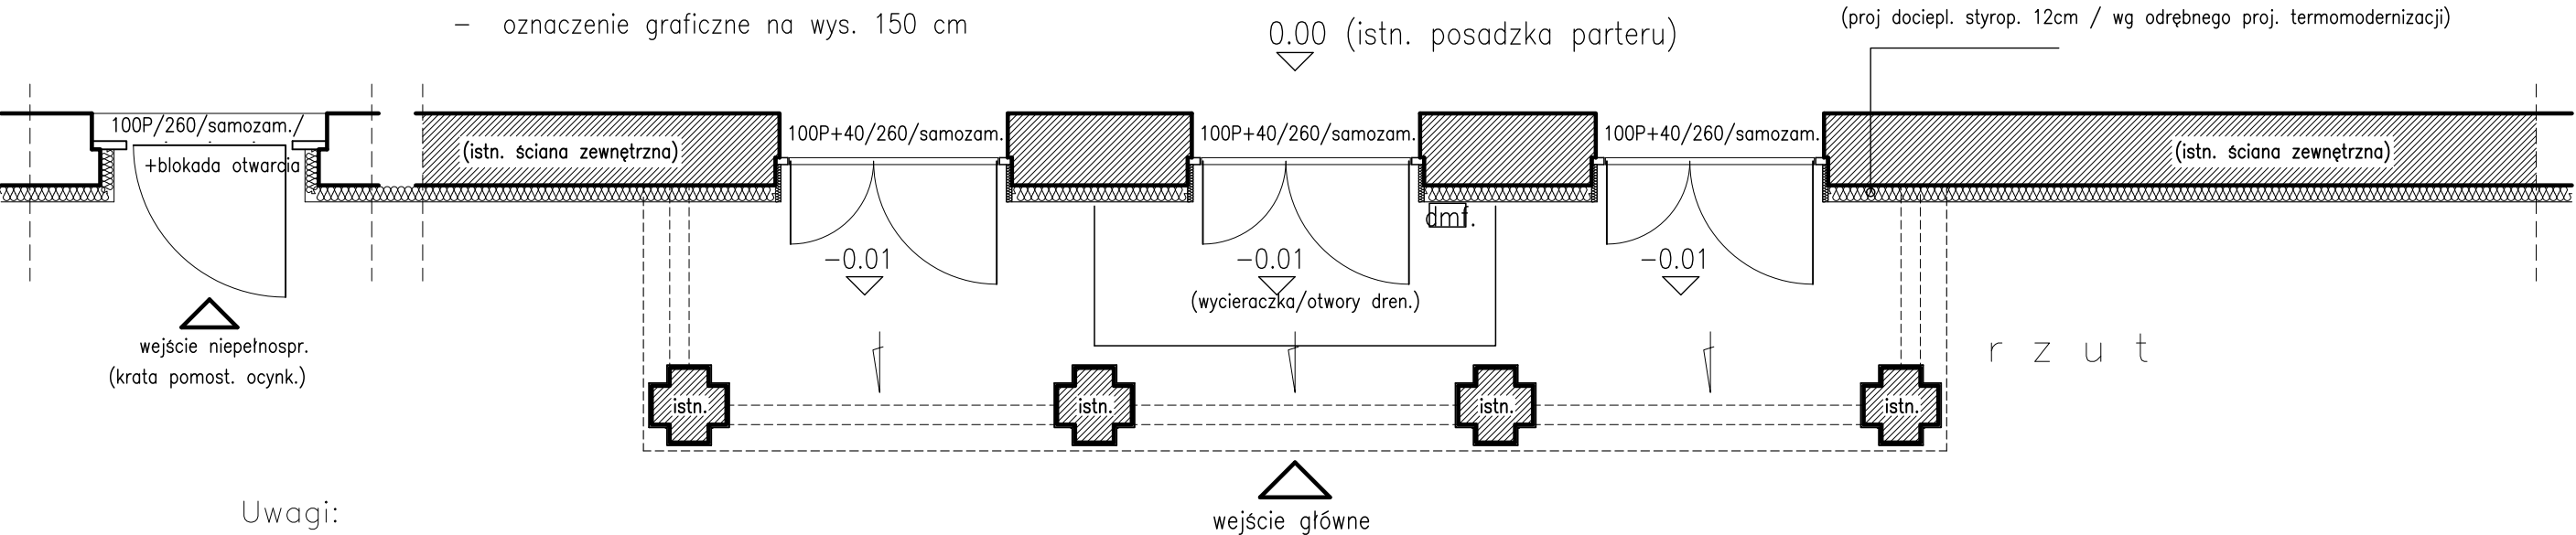 – oznaczenie graficzne na wys. 150 cm
0.00 (istn. posadzka parteru)
(proj dociepl. styrop. 12cm / wg odrębnego proj. termomodernizacji)
100P/260/samozam./
+blokada otwarcia
(istn. ściana zewnętrzna)
100P+40/260/samozam.
100P+40/260/samozam.
100P+40/260/samozam.
(istn. ściana zewnętrzna)
dmf.
-0.01
-0.01
-0.01
(wycieraczka/otwory dren.)
wejście niepełnospr.
(krata pomost. ocynk.)
rzut
istn.
istn.
istn.
istn.
Uwagi:
wejście główne